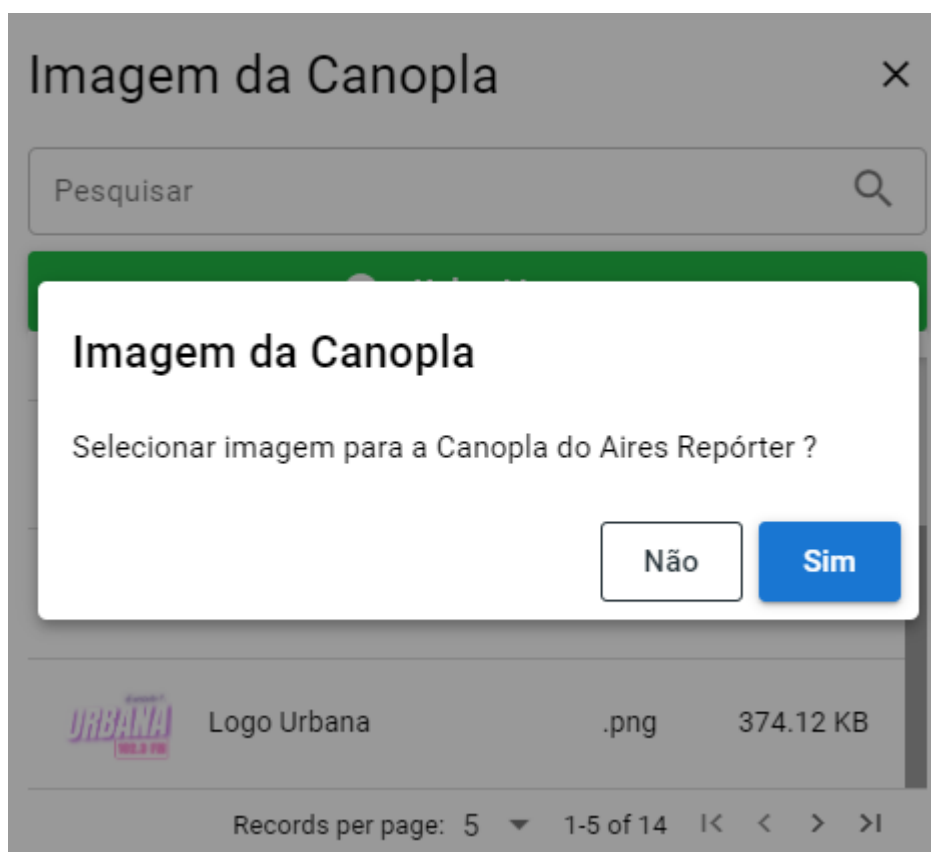 Imagem da Canopla
Pesquisar
Imagem da Canopla
Selecionar imagem para a Canopla do Aires Repórter ?
Não
Sim
URBANA
Logo Urbana .png 374.12 KB
Records per page: 5 1-5 of 14